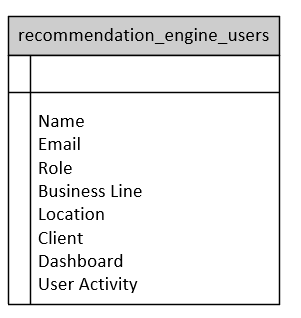 recommendation_engine_users
Name
Email
Role
Business Line
Location
Client
Dashboard
User Activity